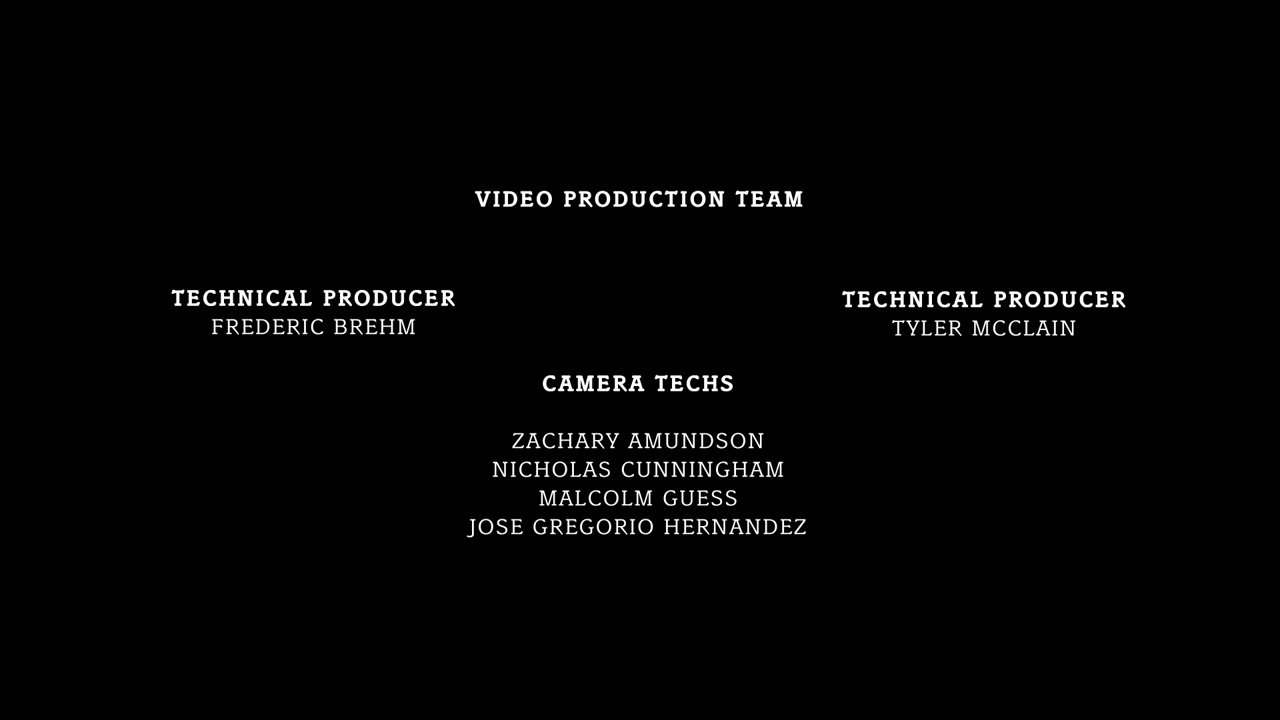 VIDEO PRODUCTION TEAM
TECHNICAL PRODUCER
FREDERIC BREHM
TECHNICAL PRODUCER
TYLER MCCLAIN
CAMERA TECHS
ZACHARY AMUNDSON
NICHOLAS CUNNINGHAM
MALCOLM GUESS
JOSE GREGORIO HERNANDEZ